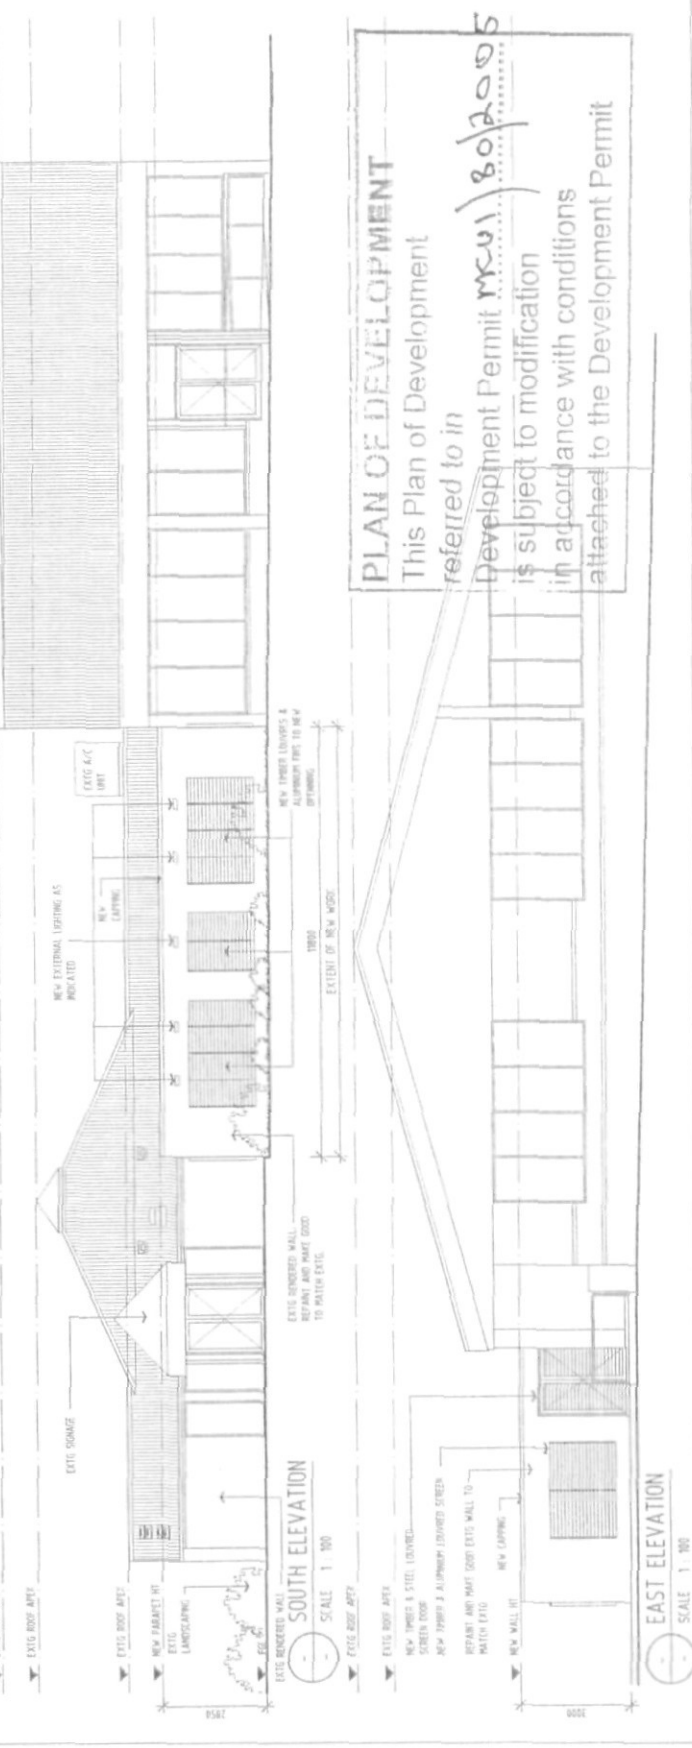 EXTG ROOF APEX
EXTG ROOF APEX
NEW PARAPET HT
EXTG
LANDSCAPING
EXTG RENDERED WALL
2850
EXTG SIGNAGE
NEW EXTERNAL LIGHTING AS
INDICATED
NEW
CAPPING
EXTG A/C
UNIT
EXTG RENDERED WALL
REPAINT AND MAKE GOOD
TO MATCH EXTG.
11800
EXTENT OF NEW WORK
NEW TIMBER LOUVRES &
ALUMINIUM FINS TO NEW
OPENING
SOUTH ELEVATION
SCALE 1 : 100
EXTG ROOF APEX
EXTG ROOF APEX
NEW TIMBER & STEEL LOUVRED
SCREEN DOOR
NEW TIMBER & ALUMINIUM LOUVRED SCREEN
REPAINT AND MAKE GOOD EXTG WALL TO
MATCH EXTG
NEW CAPPING
NEW WALL HT
3000
EAST ELEVATION
SCALE 1 : 100
PLAN OF DEVELOPMENT
This Plan of Development
referred to in
Development Permit MCU1/80/2005
is subject to modification
in accordance with conditions
attached to the Development Permit